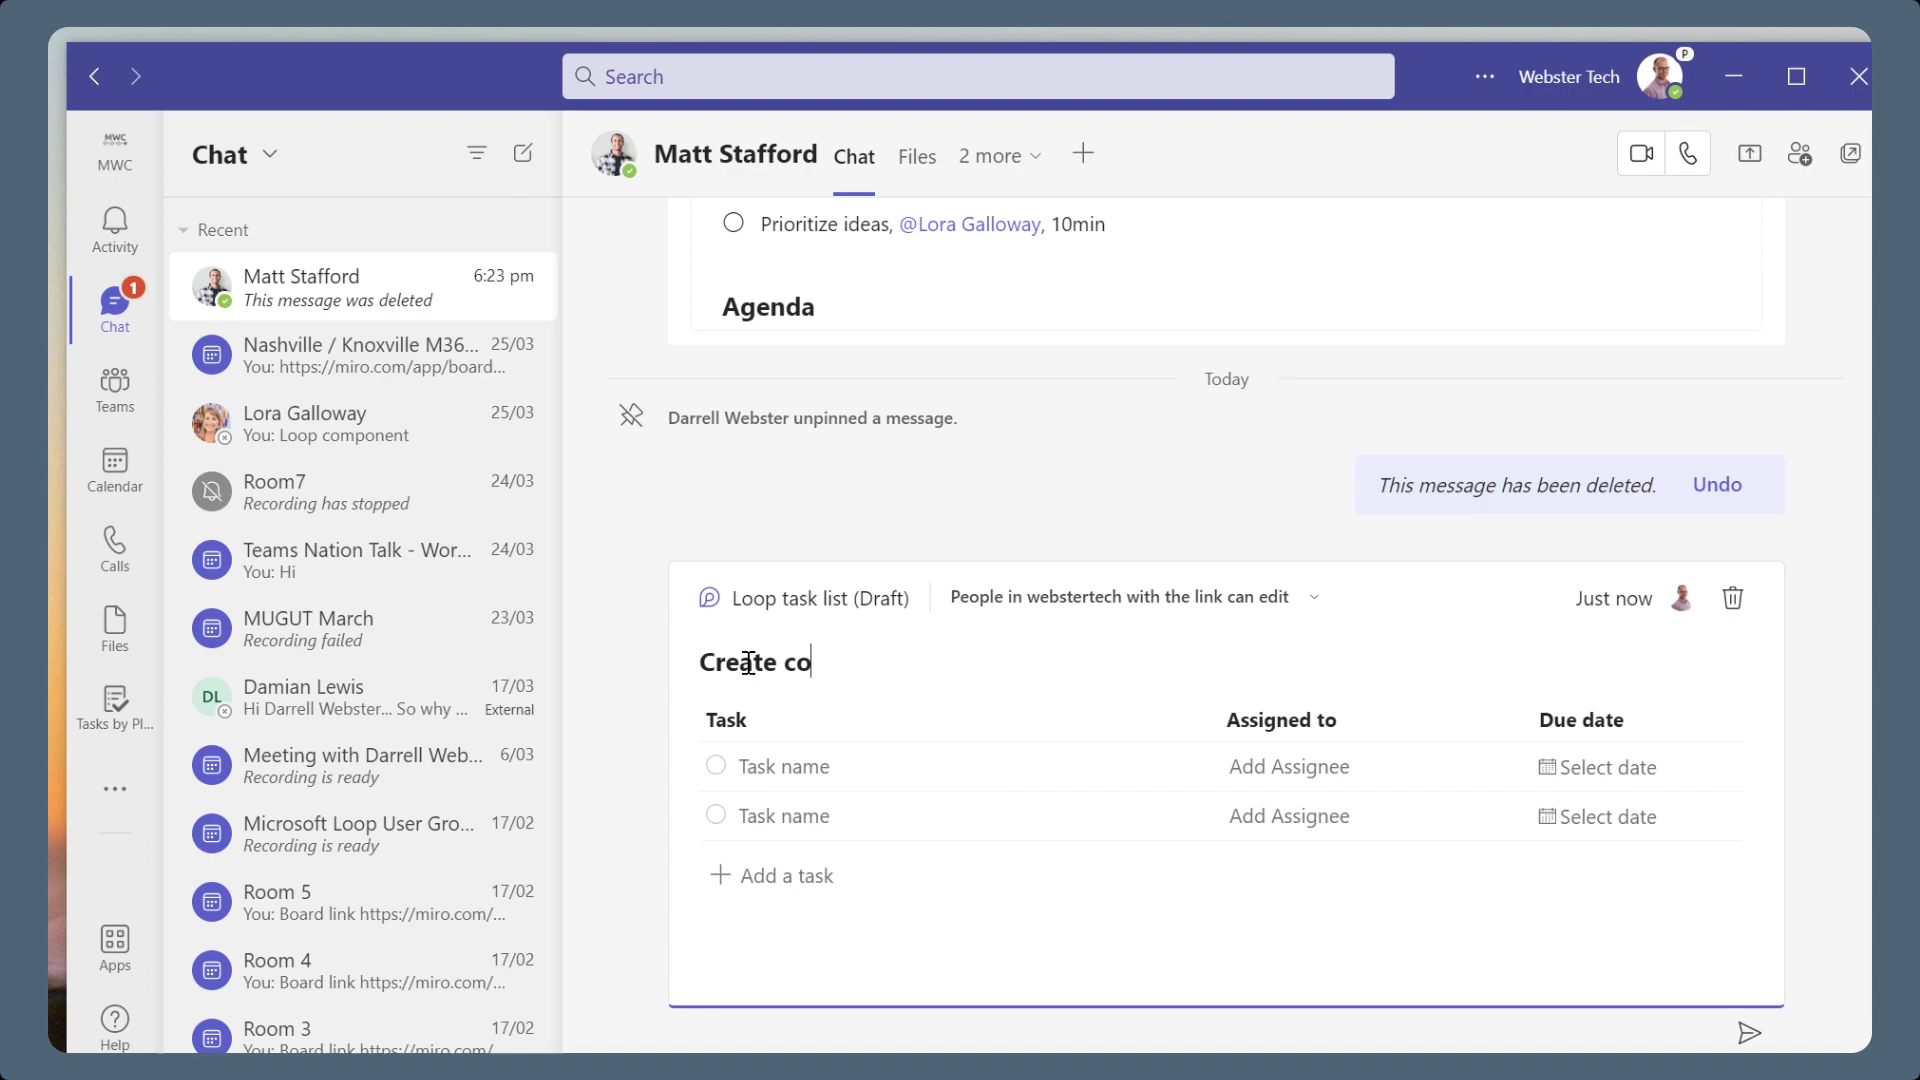 Search
Webster Tech
P
MWC
MWC
Activity
1
Chat
Teams
Calendar
Calls
Files
Tasks by Pl...
Apps
Help
Chat
Recent
Matt Stafford 6:23 pm
This message was deleted
Nashville / Knoxville M36... 25/03
You: https://miro.com/app/board...
Lora Galloway 25/03
You: Loop component
Room7 24/03
Recording has stopped
Teams Nation Talk - Wor... 24/03
You: Hi
MUGUT March 23/03
Recording failed
DL
Damian Lewis 17/03
Hi Darrell Webster... So why ... External
Meeting with Darrell Web... 6/03
Recording is ready
Microsoft Loop User Gro... 17/02
Recording is ready
Room 5 17/02
You: Board link https://miro.com/...
Room 4 17/02
You: Board link https://miro.com/...
Room 3 17/02
You: Board link https://miro.com/
Matt Stafford Chat Files 2 more
Prioritize ideas, @Lora Galloway, 10min
Agenda
Today
Darrell Webster unpinned a message.
This message has been deleted. Undo
Loop task list (Draft) People in webstertech with the link can edit Just now
Create co
Task Assigned to Due date
Task name Add Assignee Select date
Task name Add Assignee Select date
Add a task